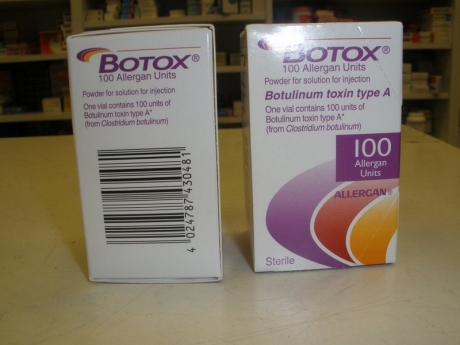 BOTOX®
100 Allergan Units
Powder for solution for injection
One vial contains 100 units of
Botulinum toxin type A*
(from Clostridium botulinum)
4 024787 430481
BOTOX®
100 Allergan Units
Powder for solution for injection
Botulinum toxin type A
One vial contains 100 units of
Botulinum toxin type A*
(from Clostridium botulinum)
100
Allergan
Units
ALLERGAN
Sterile